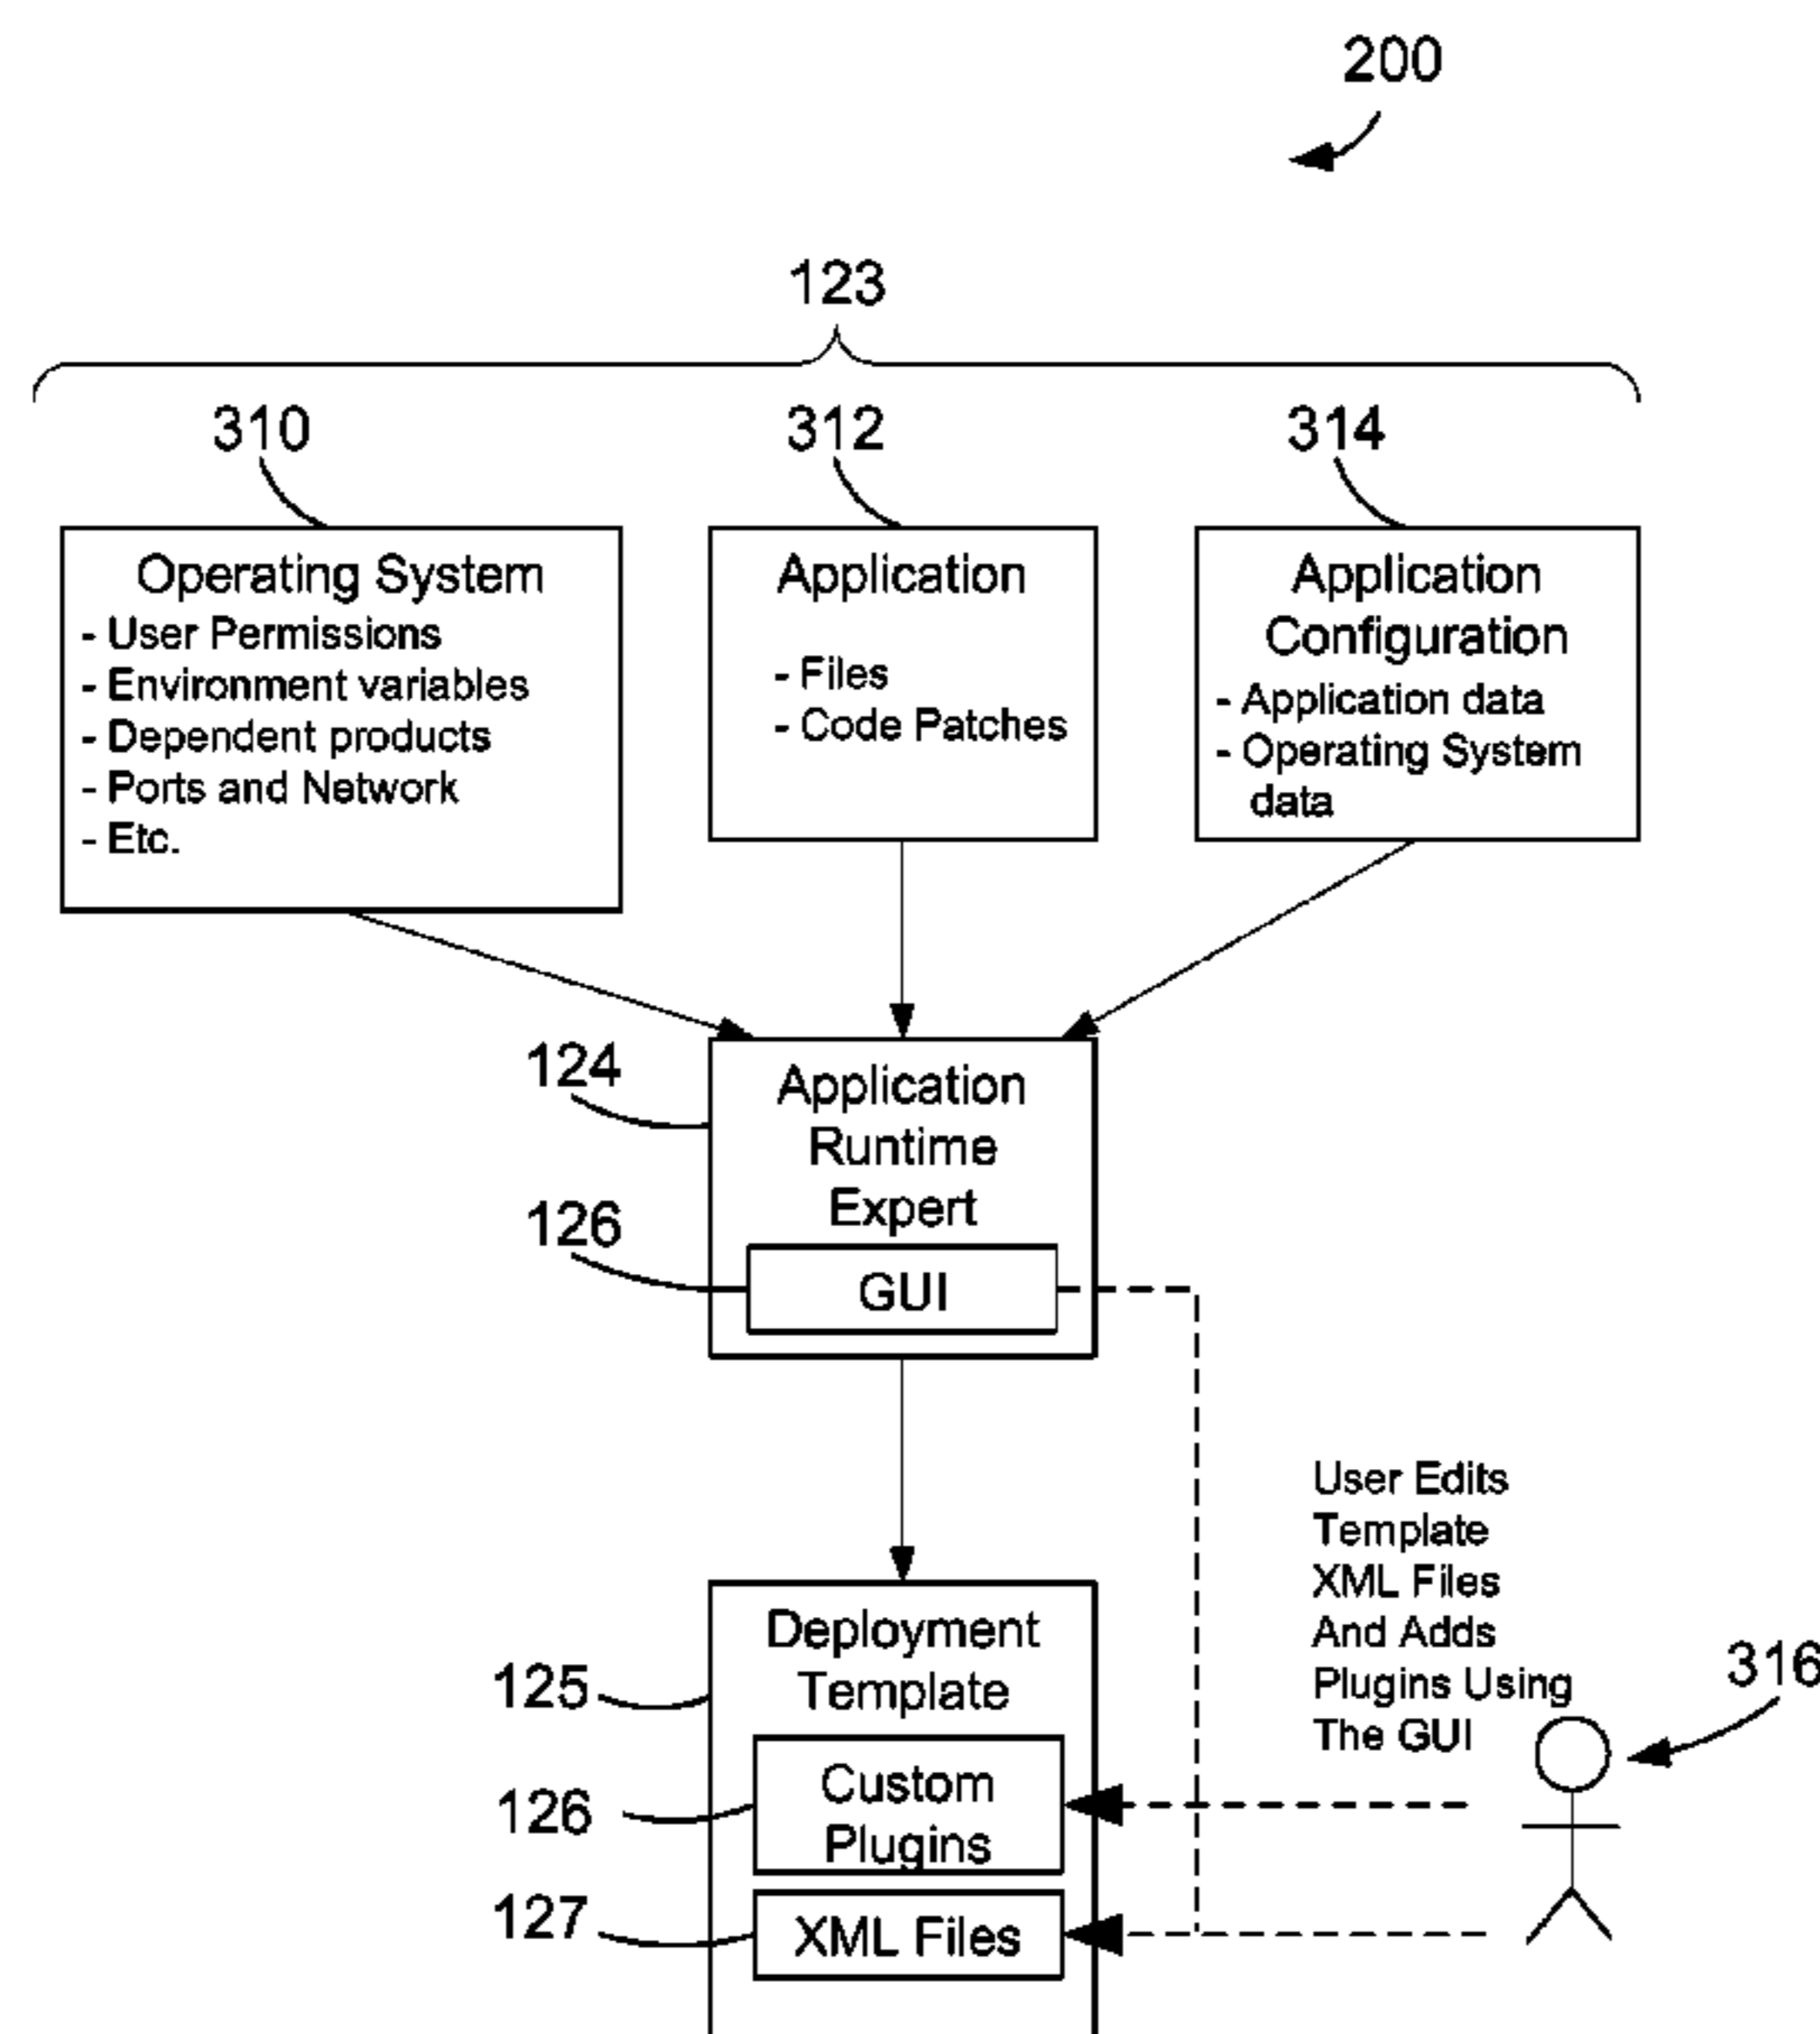 200
123
310
312
314
Operating System
- User Permissions
- Environment variables
- Dependent products
- Ports and Network
- Etc.
Application
- Files
- Code Patches
Application
Configuration
- Application data
- Operating System
data
124
Application
Runtime
Expert
126
GUI
User Edits
Template
XML Files
And Adds
Plugins Using
The GUI
316
Deployment
Template
125
Custom
Plugins
126
127
XML Files